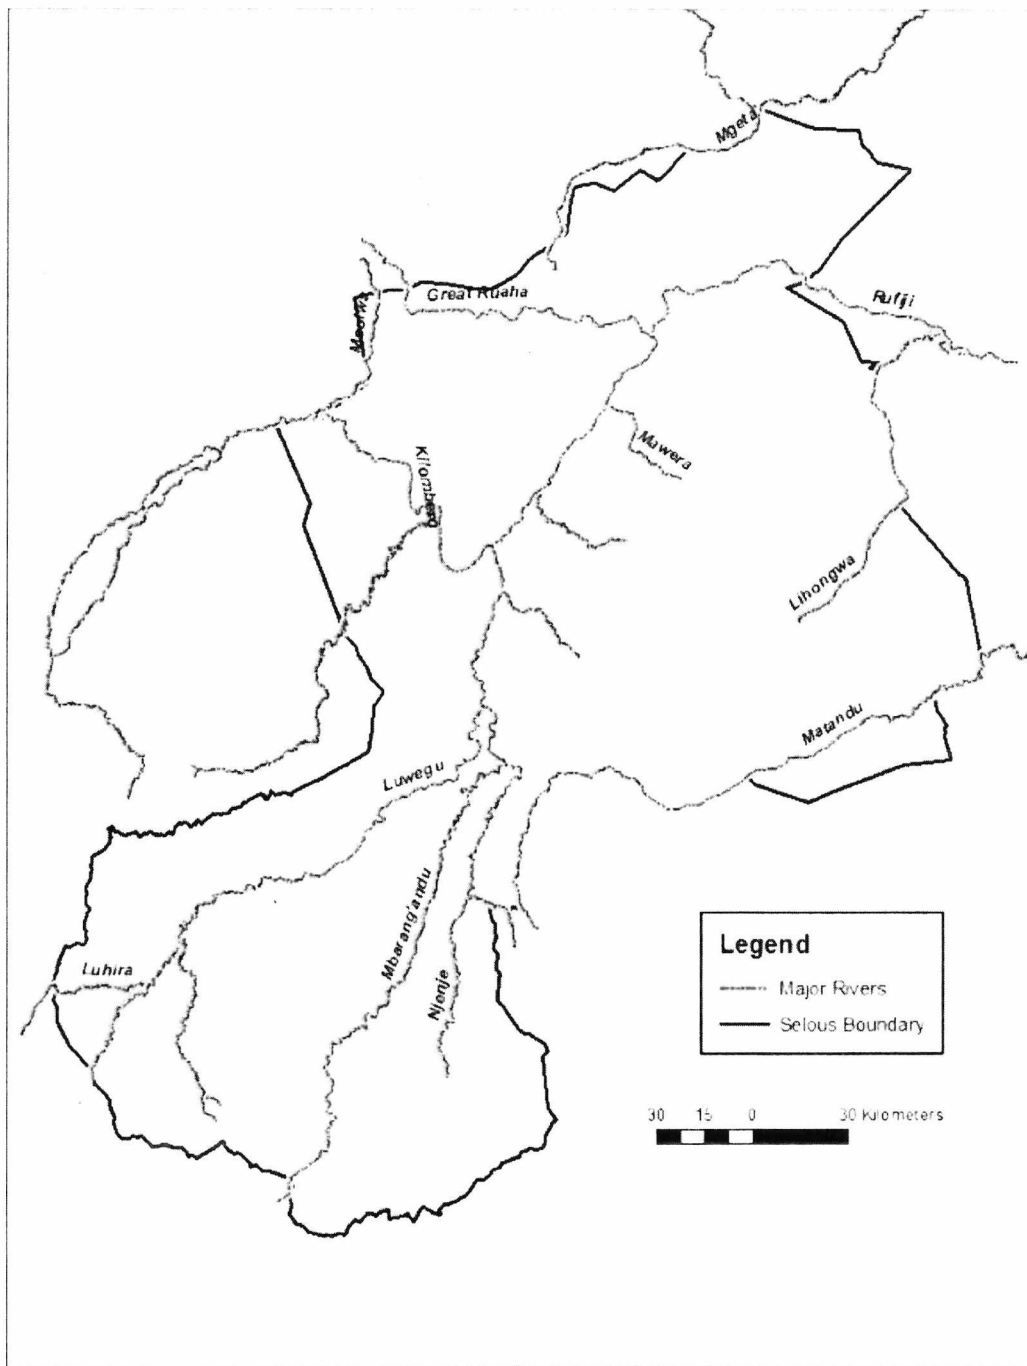 Mgeta
Great Ruaha
Rufiji
Mawera
Lihongwa
Matandu
Luwegu
Mbarang'andu
Luhira
Njenje
Legend
Major Rivers
Selous Boundary
30 15 0 30 Kilometers